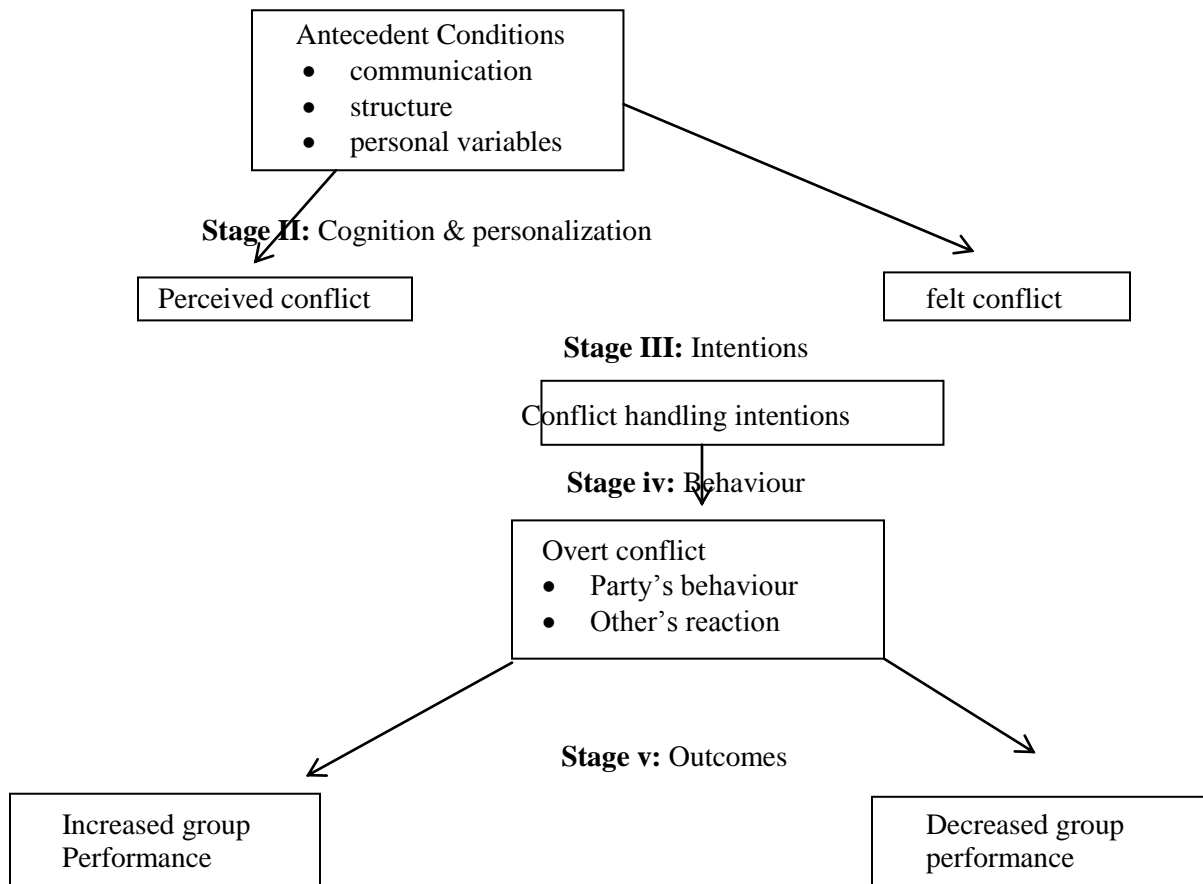 Antecedent Conditions
• communication
• structure
• personal variables
Stage II: Cognition & personalization
Perceived conflict
felt conflict
Stage III: Intentions
Conflict handling intentions
Stage iv: Behaviour
Overt conflict
• Party’s behaviour
• Other’s reaction
Stage v: Outcomes
Increased group
Performance
Decreased group
performance